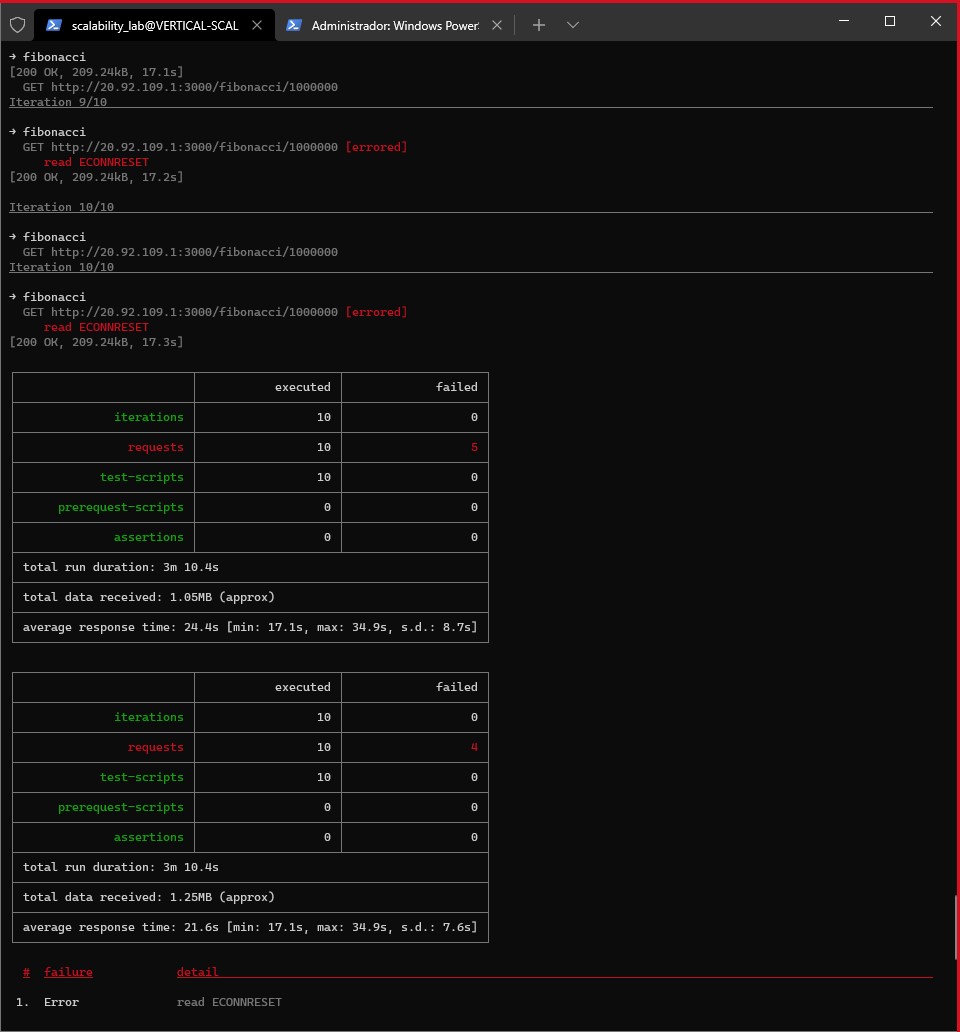 scalability_lab@VERTICAL-SCAL
Administrador: Windows Power
→ fibonacci
[200 OK, 209.24kB, 17.1s]
GET http://20.92.109.1:3000/fibonacci/1000000
Iteration 9/10
→ fibonacci
GET http://20.92.109.1:3000/fibonacci/1000000 [errored]
read ECONNRESET
[200 OK, 209.24kB, 17.2s]
Iteration 10/10
→ fibonacci
GET http://20.92.109.1:3000/fibonacci/1000000
Iteration 10/10
→ fibonacci
GET http://20.92.109.1:3000/fibonacci/1000000 [errored]
read ECONNRESET
[200 OK, 209.24kB, 17.3s]
executed failed
iterations 10 0
requests 10 5
test-scripts 10 0
prerequest-scripts 0 0
assertions 0 0
total run duration: 3m 10.4s
total data received: 1.05MB (approx)
average response time: 24.4s [min: 17.1s, max: 34.9s, s.d.: 8.7s]
executed failed
iterations 10 0
requests 10 4
test-scripts 10 0
prerequest-scripts 0 0
assertions 0 0
total run duration: 3m 10.4s
total data received: 1.25MB (approx)
average response time: 21.6s [min: 17.1s, max: 34.9s, s.d.: 7.6s]
# failure detail
1. Error read ECONNRESET